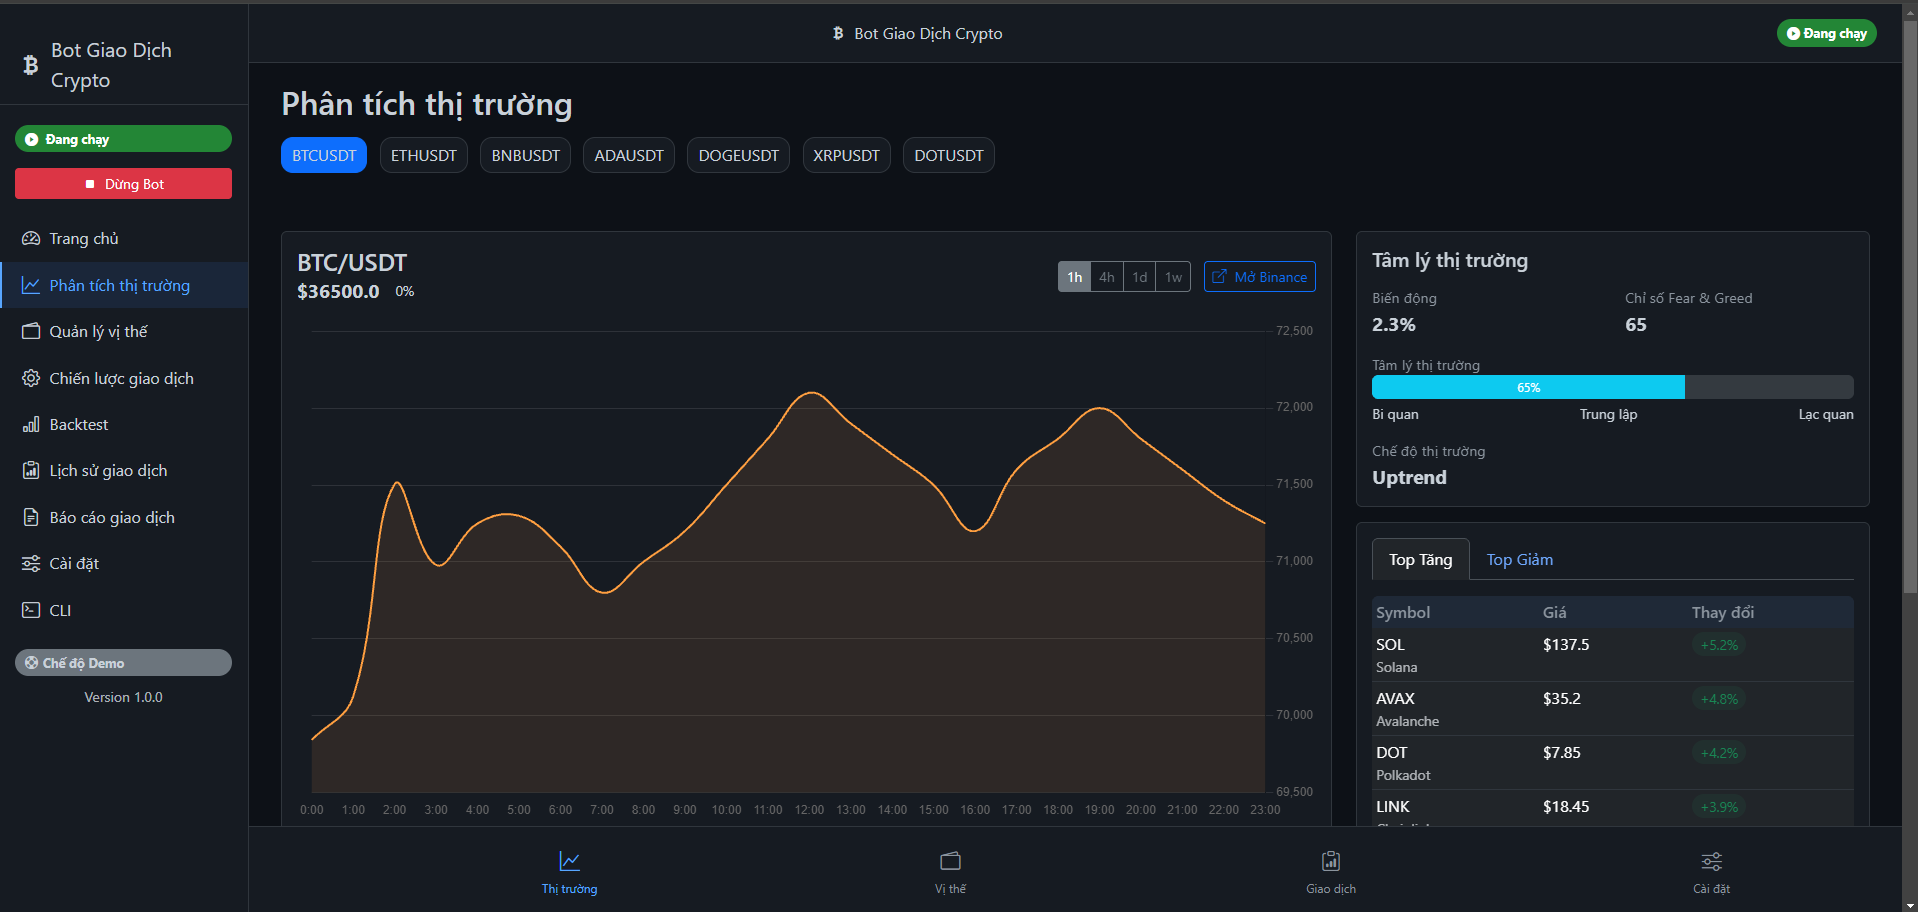 Bot Giao Dịch
Crypto
Đang chạy
Dừng Bot
Trang chủ
Phân tích thị trường
Quản lý vị thế
Chiến lược giao dịch
Backtest
Lịch sử giao dịch
Báo cáo giao dịch
Cài đặt
CLI
Chế độ Demo
Version 1.0.0
Bot Giao Dịch Crypto
Đang chạy
Phân tích thị trường
BTCUSDT ETHUSDT BNBUSDT ADAUSDT DOGEUSDT XRPUSDT DOTUSDT
BTC/USDT
$36500.0 0%
1h 4h 1d 1w
Mở Binance
72,500
72,000
71,500
71,000
70,500
70,000
69,500
0:00 1:00 2:00 3:00 4:00 5:00 6:00 7:00 8:00 9:00 10:00 11:00 12:00 13:00 14:00 15:00 16:00 17:00 18:00 19:00 20:00 21:00 22:00 23:00
Tâm lý thị trường
Biến động Chỉ số Fear & Greed
2.3% 65
Tâm lý thị trường
65%
Bi quan Trung lập Lạc quan
Chế độ thị trường
Uptrend
Top Tăng Top Giảm
Symbol Giá Thay đổi
SOL $137.5 +5.2%
Solana
AVAX $35.2 +4.8%
Avalanche
DOT $7.85 +4.2%
Polkadot
LINK $18.45 +3.9%
Thị trường Vị thế Giao dịch Cài đặt